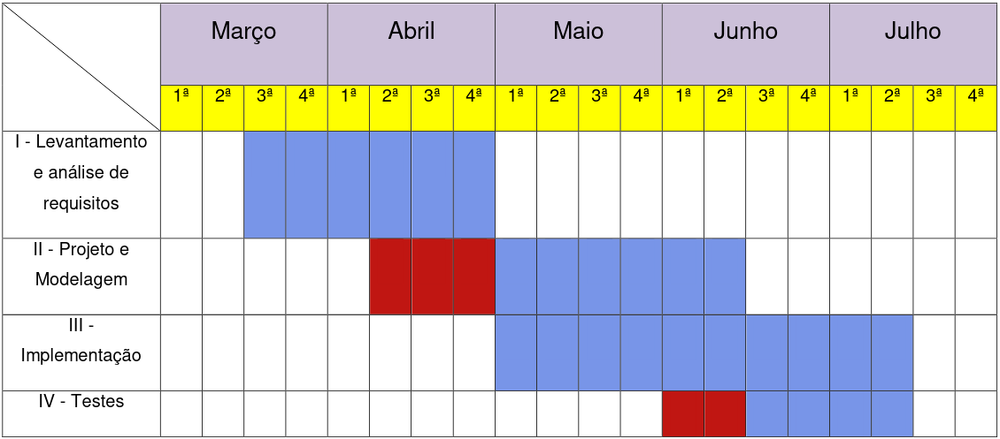 Março Abril Maio Junho Julho
1ª 2ª 3ª 4ª 1ª 2ª 3ª 4ª 1ª 2ª 3ª 4ª 1ª 2ª 3ª 4ª 1ª 2ª 3ª 4ª
I - Levantamento
e análise de
requisitos
II - Projeto e
Modelagem
III -
Implementação
IV - Testes